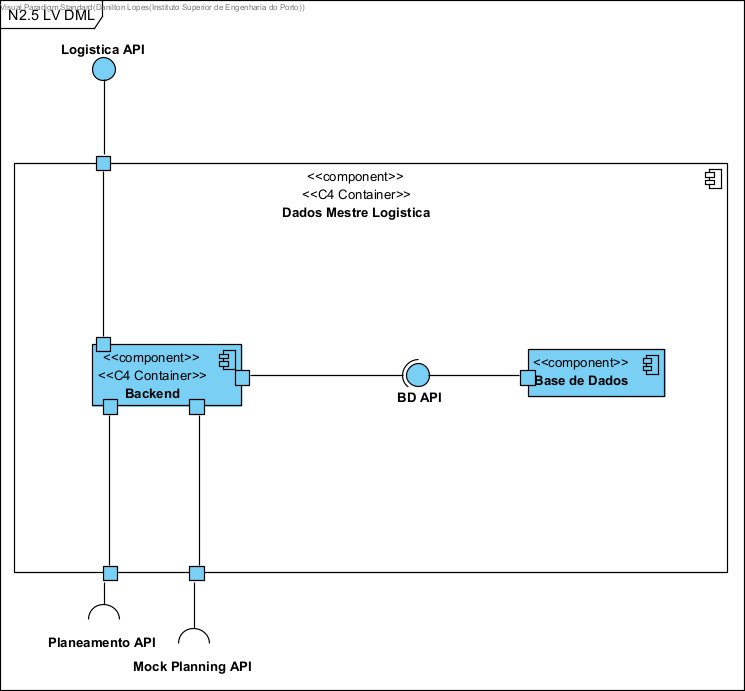 Visual Paradigm Standard(Danilton Lopes(Instituto Superior de Engenharia do Porto))
N2.5 LV DML
Logistica API
<<component>>
<<C4 Container>>
Dados Mestre Logistica
<<component>>
<<C4 Container>>
Backend
BD API
<<component>>
Base de Dados
Planeamento API
Mock Planning API